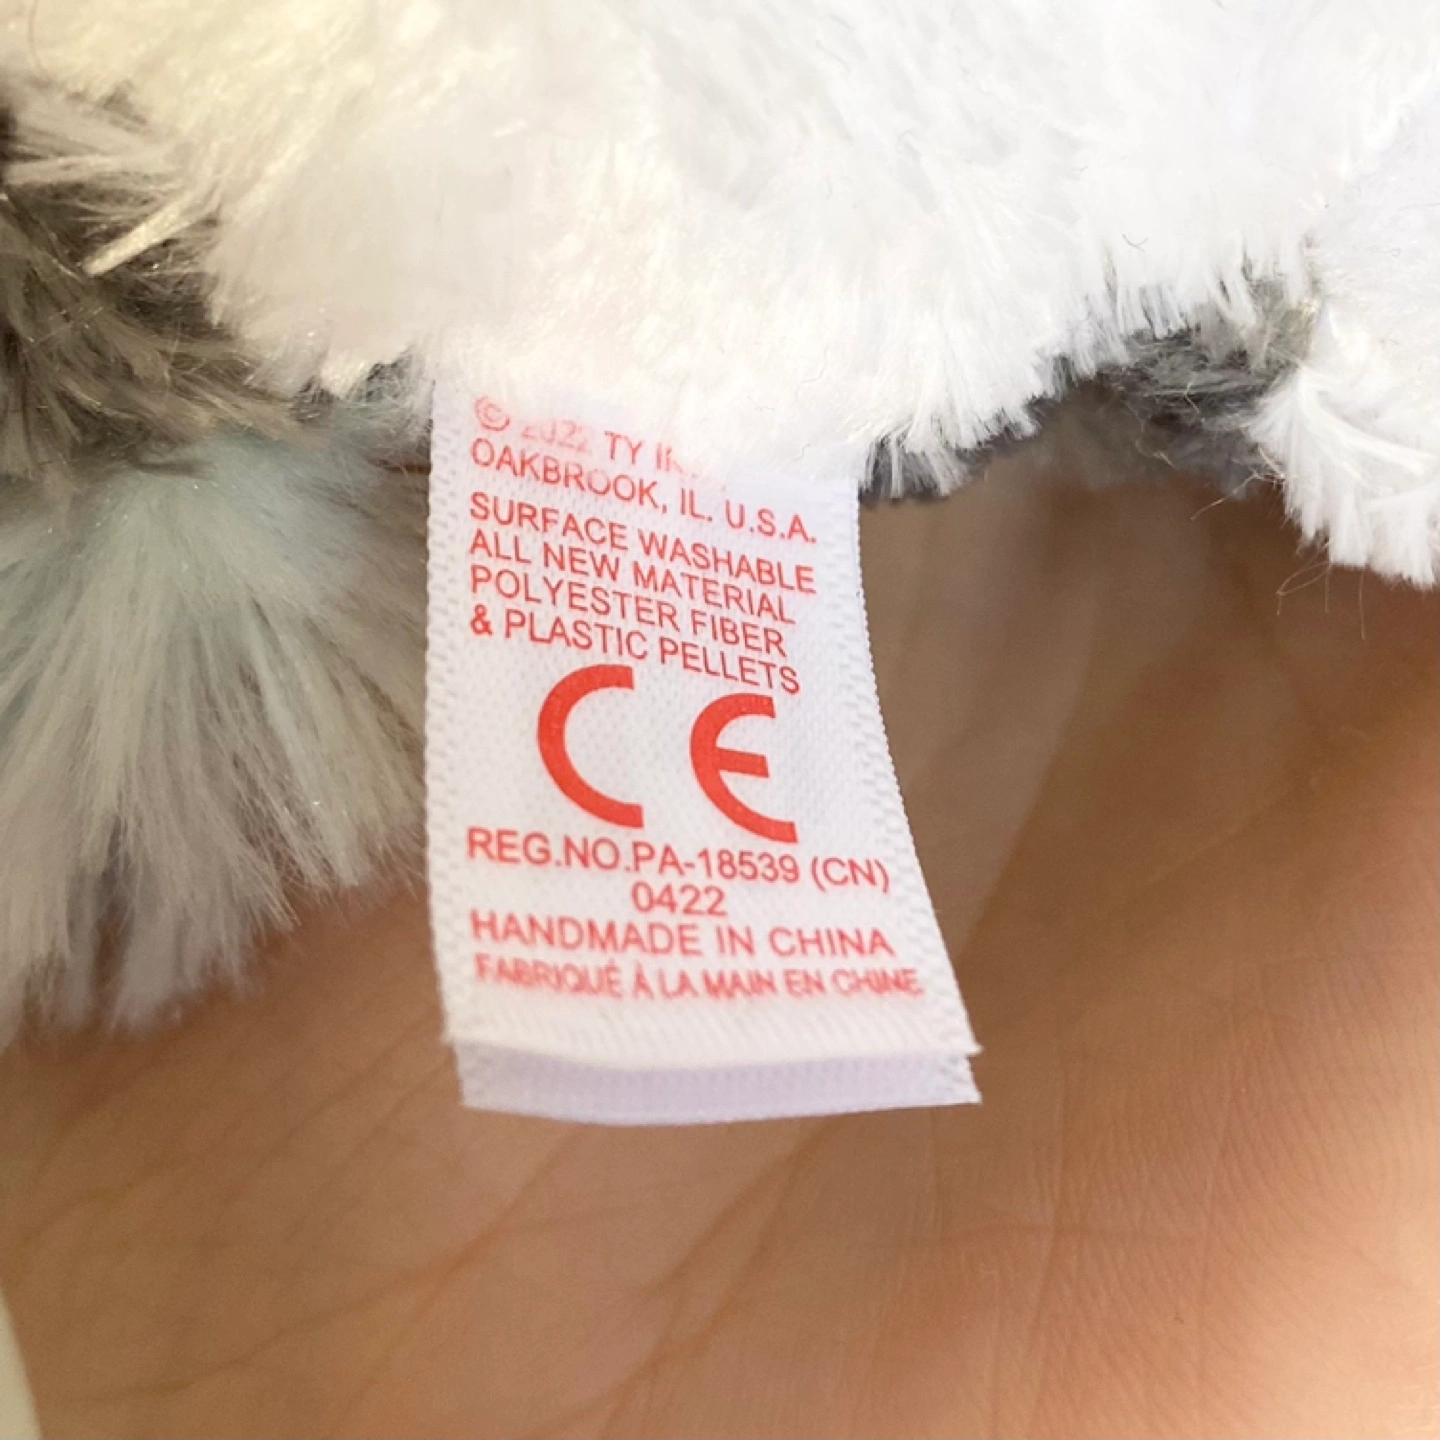 © 2022 TY IN
OAKBROOK, IL. U.S.A.
SURFACE WASHABLE
ALL NEW MATERIAL
POLYESTER FIBER
& PLASTIC PELLETS
CE
REG.NO.PA-18539 (CN)
0422
HANDMADE IN CHINA
FABRIQUÉ À LA MAIN EN CHINE